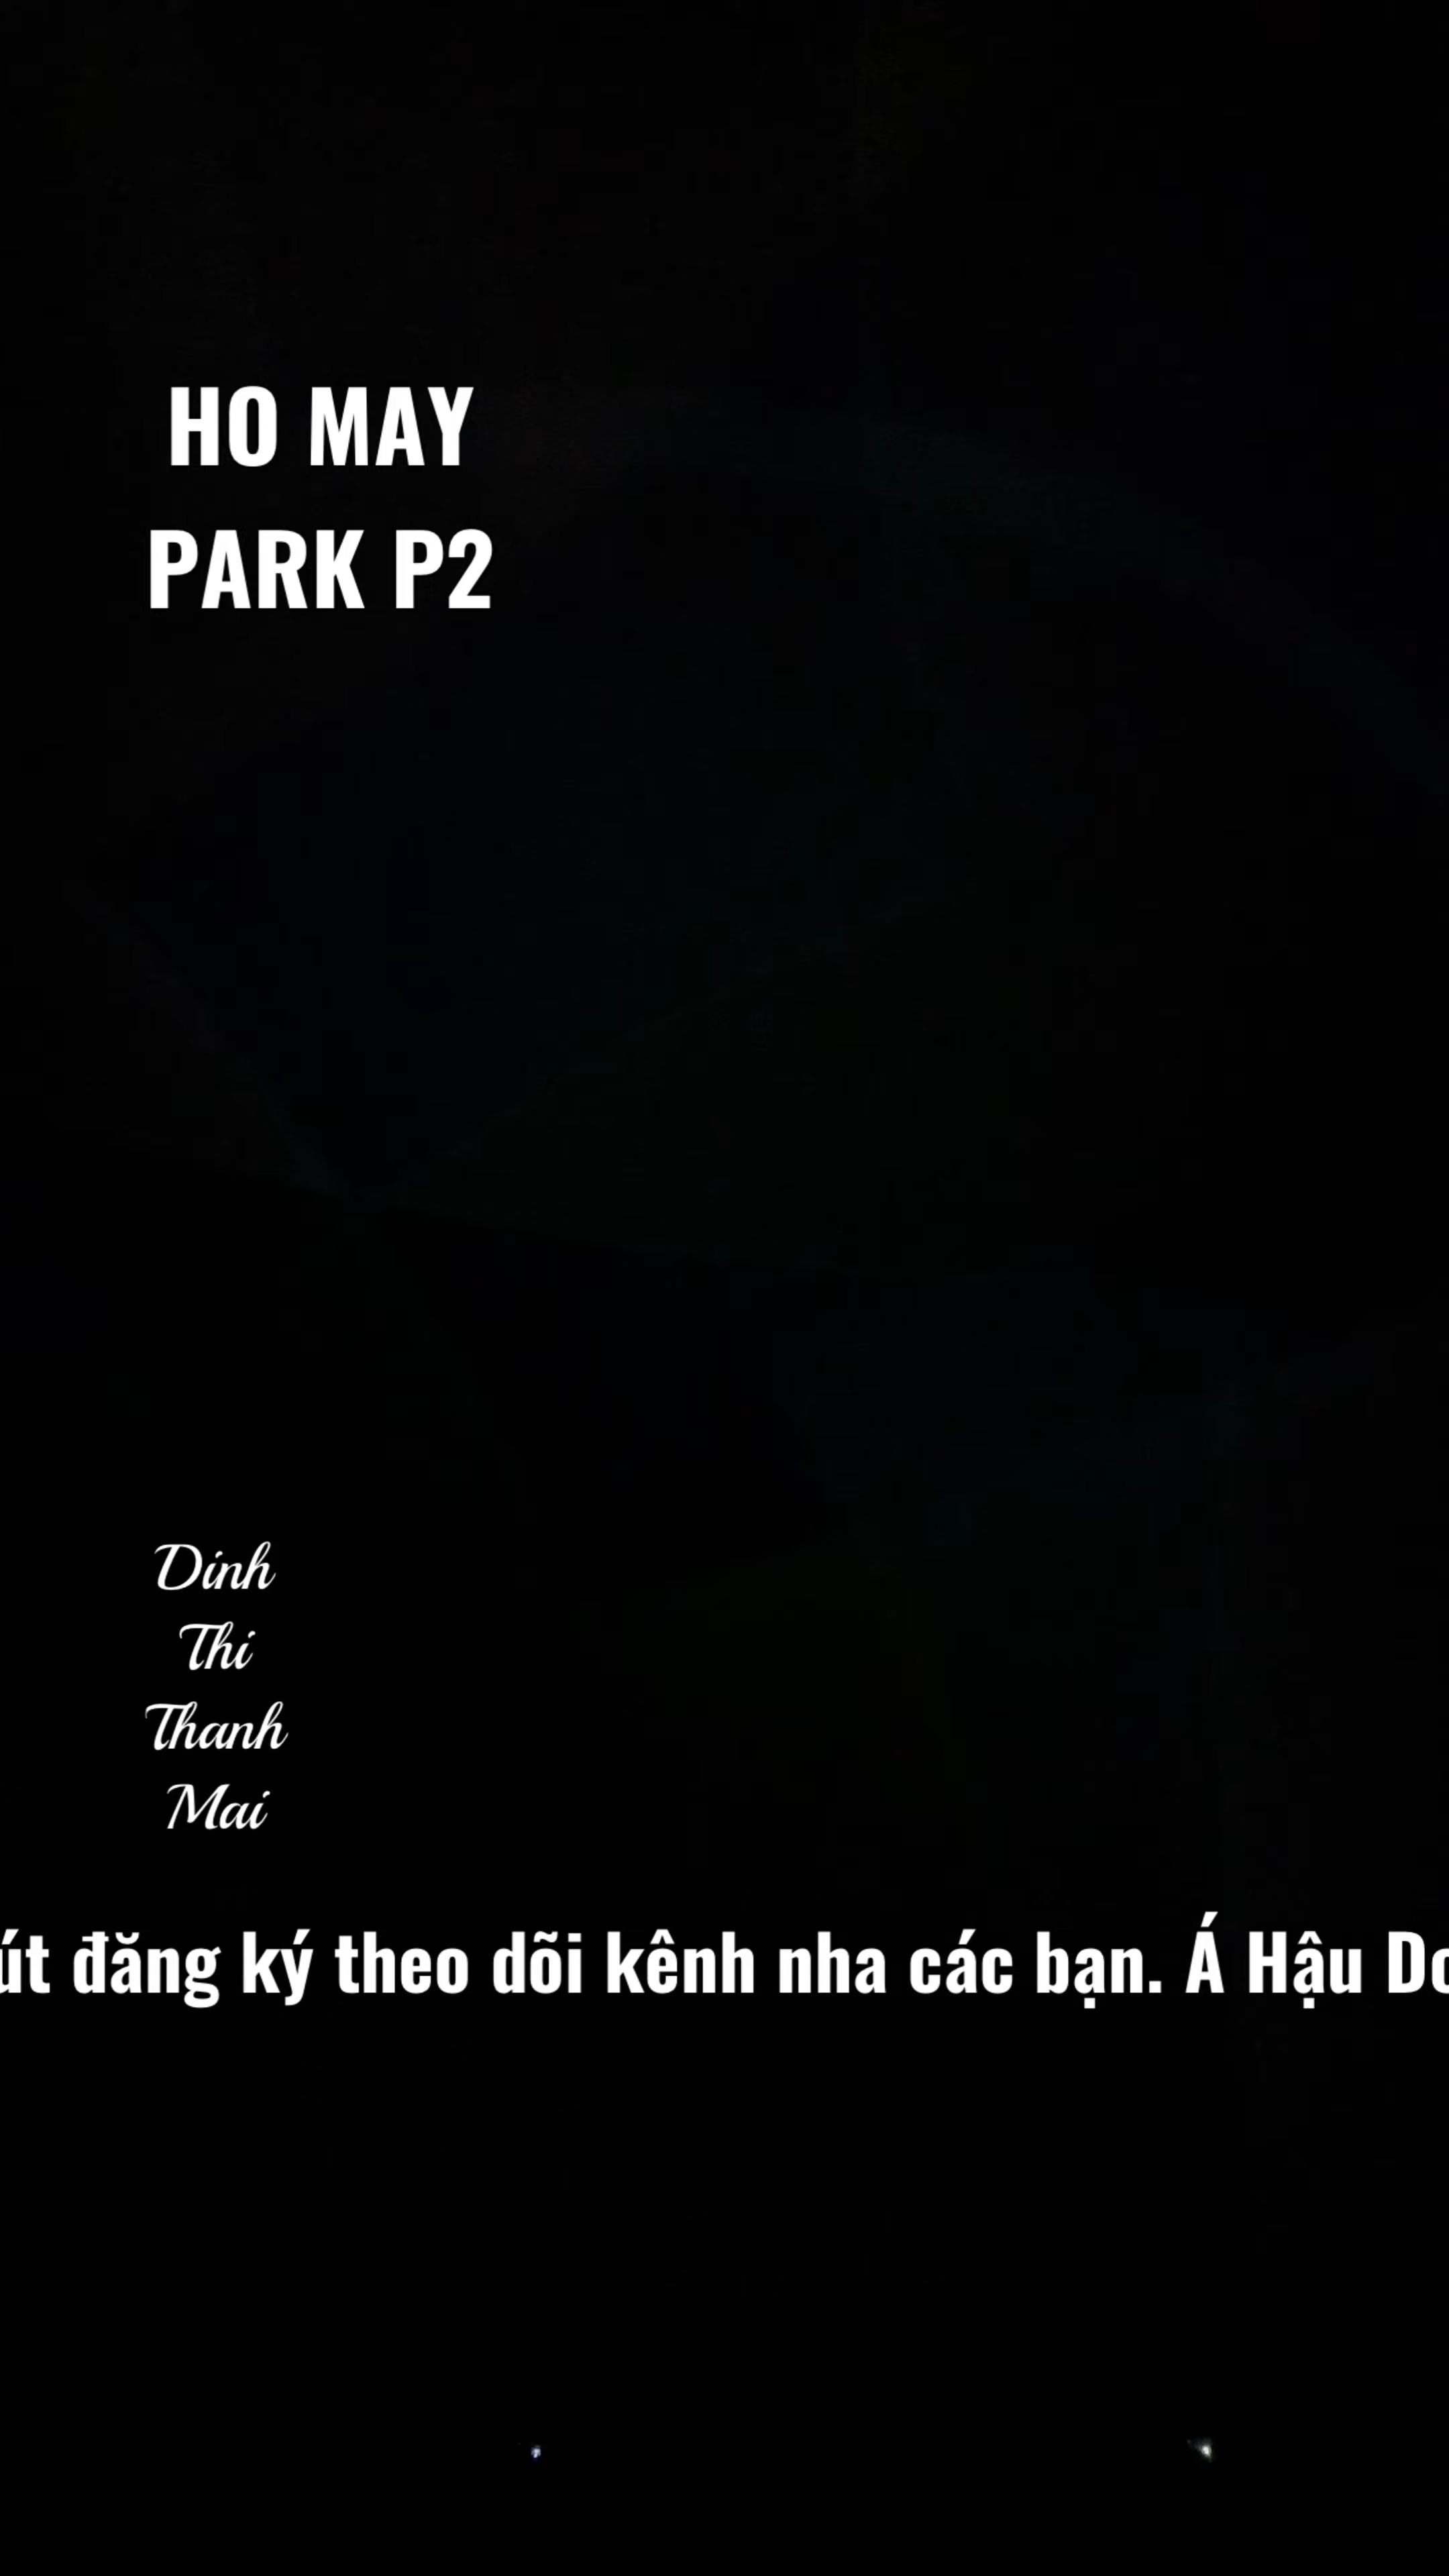 HO MAY
PARK P2
Dinh
Thi
Thanh
Mai
đăng ký theo dõi kênh nha các bạn. Á Hậu